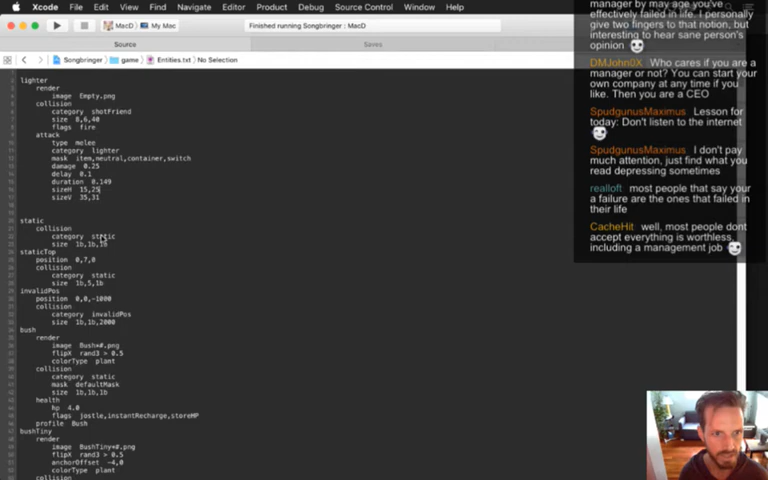 Xcode File Edit View Find Navigate Editor Product Debug Source Control Window Help
MacD My Mac
Finished running Songbringer : MacD
Source
Saves
Songbringer game Entities.txt No Selection
lighter
render
image Empty.png
collision
category shotFriend
size 8,6,40
flags fire
attack
type melee
category lighter
mask item,neutral,container,switch
damage 0.25
delay 0.1
duration 0.149
sizeH 15,25
sizeV 35,31
static
collision
category static
size 1b,1b,1b
staticTop
position 0,7,0
collision
category static
size 1b,5,1b
invalidPos
position 0,0,-1000
collision
category invalidPos
size 1b,1b,2000
bush
render
image Bush*#.png
flipX rand3 > 0.5
colorType plant
collision
category static
mask defaultMask
size 1b,1b,1b
health
hp 4.0
flags jostle,instantRecharge,storeHP
profile Bush
bushTiny
render
image BushTiny*#.png
flipX rand3 > 0.5
anchorOffset -4,0
colorType plant
collision
manager by may age you've
effectively failed in life. I personally
give two fingers to that notion, but
interesting to hear sane person's
opinion
DMJohn0X Who cares if you are a
manager or not? You can start your
own company at any time if you
like. Then you are a CEO
SpudgunusMaximus Lesson for
today: Don't listen to the internet
SpudgunusMaximus I don't pay
much attention, just find what you
read depressing sometimes
realloft most people that say your
a failure are the ones that failed in
their life
CacheHit well, most people dont
accept everything is worthless,
including a management job